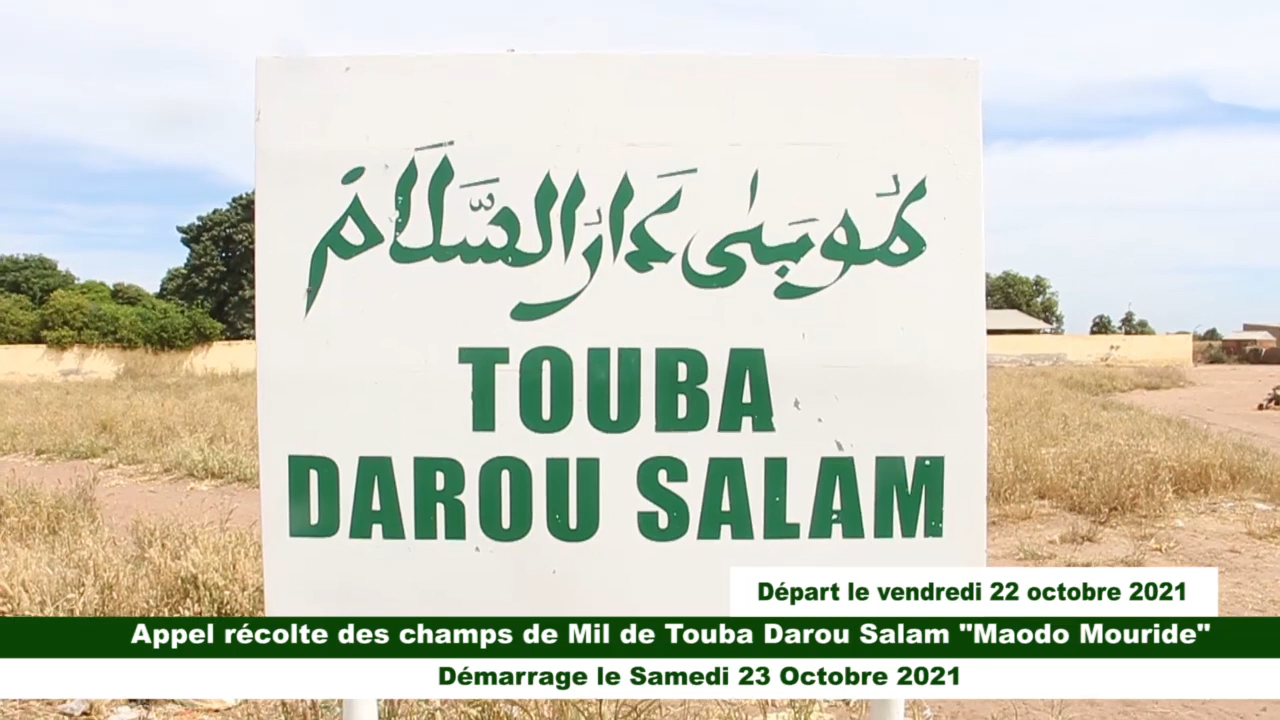 طُوبَىٰ دَارُ السَّلَامْ
TOUBA
DAROU SALAM
Départ le vendredi 22 octobre 2021
Appel récolte des champs de Mil de Touba Darou Salam "Maodo Mouride"
Démarrage le Samedi 23 Octobre 2021